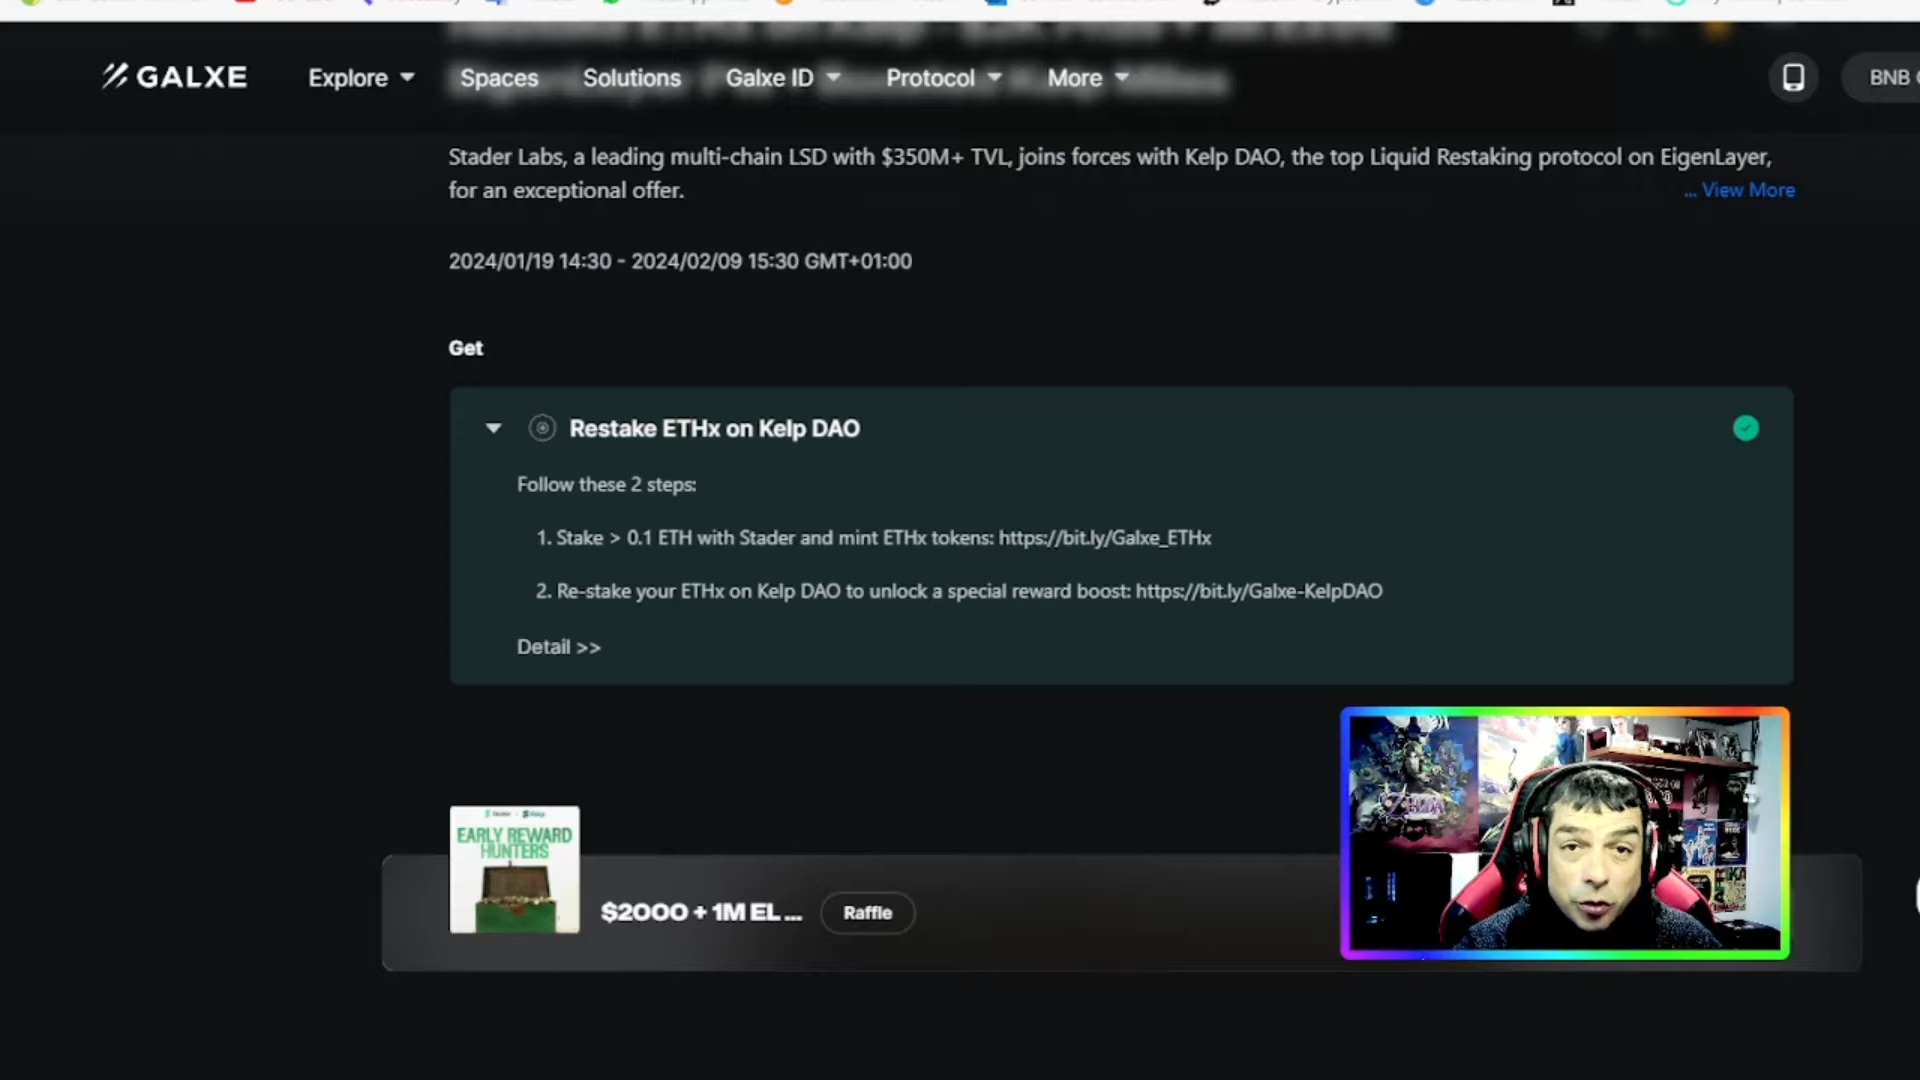 GALXE
Explore
Spaces
Solutions
Galxe ID
Protocol
More
BNB
Stader Labs, a leading multi-chain LSD with $350M+ TVL, joins forces with Kelp DAO, the top Liquid Restaking protocol on EigenLayer,
for an exceptional offer.
... View More
2024/01/19 14:30 - 2024/02/09 15:30 GMT+01:00
Get
Restake ETHx on Kelp DAO
Follow these 2 steps:
1. Stake > 0.1 ETH with Stader and mint ETHx tokens: https://bit.ly/Galxe_ETHx
2. Re-stake your ETHx on Kelp DAO to unlock a special reward boost: https://bit.ly/Galxe-KelpDAO
Detail >>
EARLY REWARD
HUNTERS
$2000 + 1M EL ...
Raffle
ZELDA